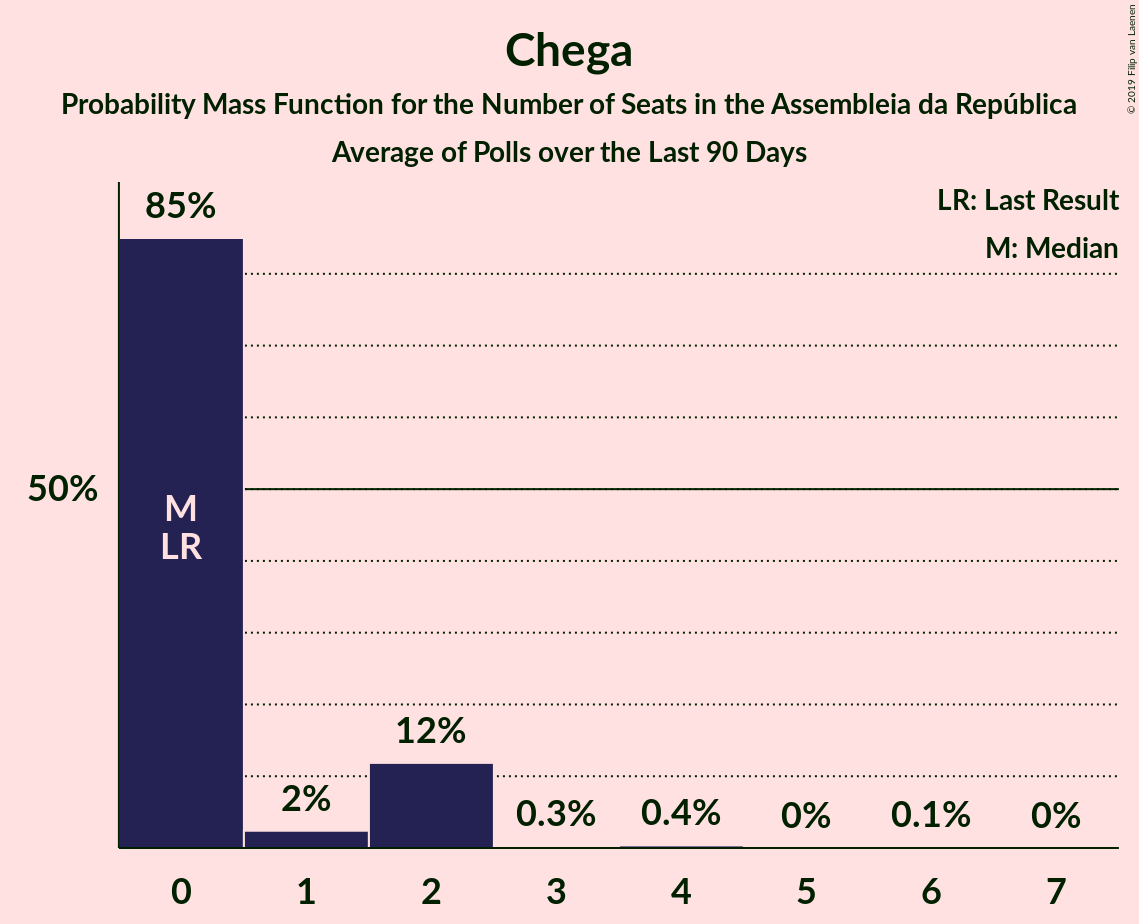 Chega
Probability Mass Function for the Number of Seats in the Assembleia da República
Average of Polls over the Last 90 Days
© 2019 Filip van Laenen
LR: Last Result
M: Median
85%
50%
M
LR
12%
2%
0.3%
0.4%
0%
0.1%
0%
0 1 2 3 4 5 6 7